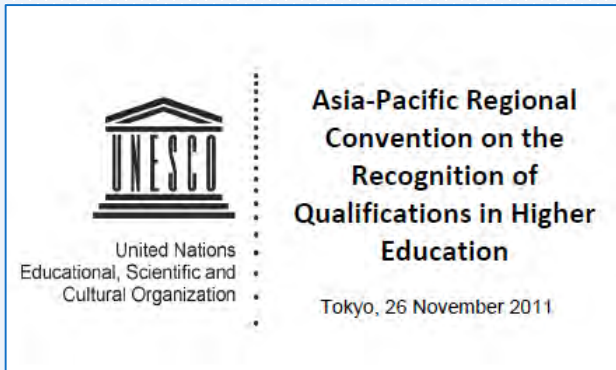 UNESCO
United Nations
Educational, Scientific and
Cultural Organization
Asia-Pacific Regional
Convention on the
Recognition of
Qualifications in Higher
Education
Tokyo, 26 November 2011